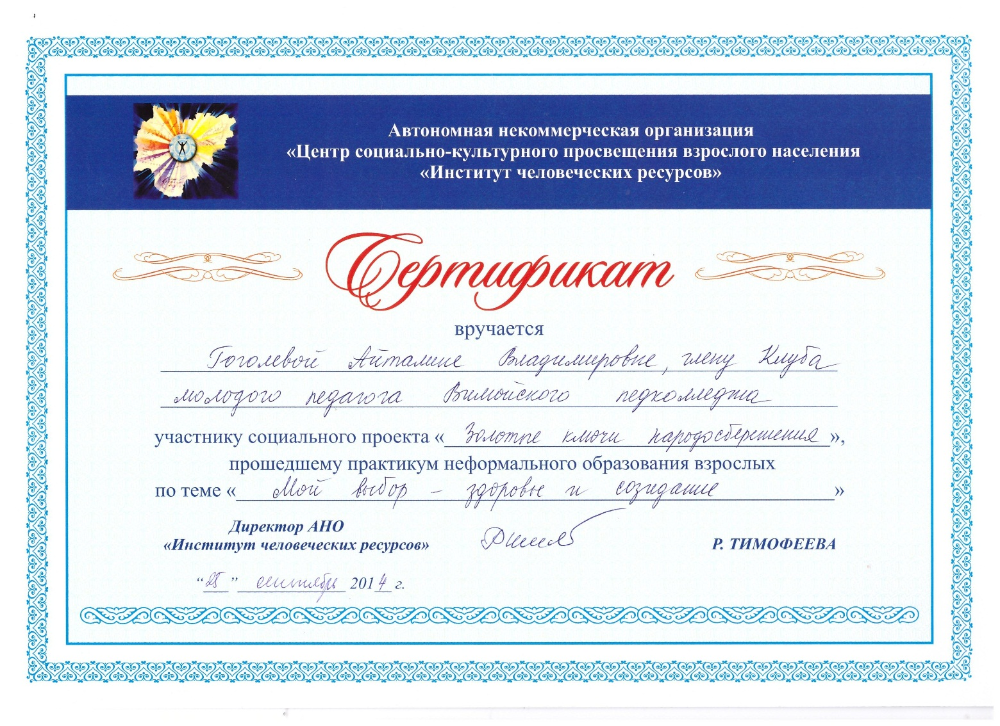 Автономная некоммерческая организация
«Центр социально-культурного просвещения взрослого населения
«Институт человеческих ресурсов»
Сертификат
вручается
Гоголевой Айталине Владимировне, члену Клуба
молодого педагога Вилюйского педколледжа
участнику социального проекта « Золотые ключи народосбережения »,
прошедшему практикум неформального образования взрослых
по теме « Мой выбор – здоровье и созидание »
Директор АНО
«Институт человеческих ресурсов»
Р. ТИМОФЕЕВА
“25” сентябрь 2014 г.